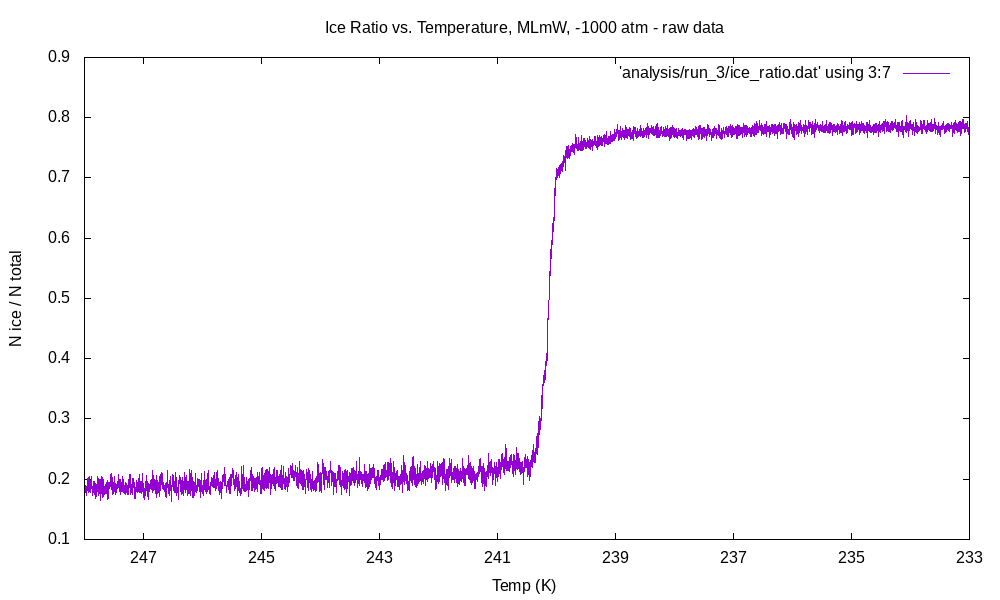 Ice Ratio vs. Temperature, MLmW, -1000 atm - raw data
'analysis/run_3/ice_ratio.dat' using 3:7
N ice / N total
0.9
0.8
0.7
0.6
0.5
0.4
0.3
0.2
0.1
247 245 243 241 239 237 235 233
Temp (K)